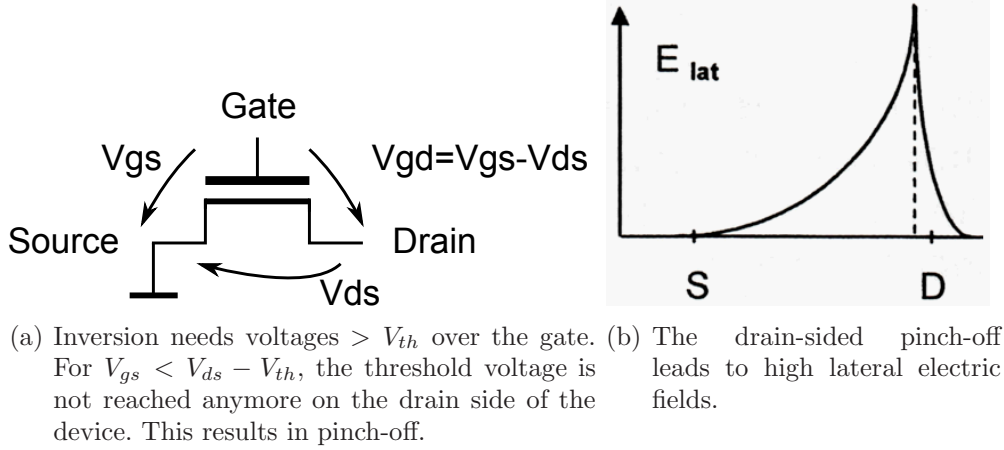 Gate
Vgs
Vgd=Vgs-Vds
Source
Drain
Vds
E lat
S
D
(a) Inversion needs voltages > V_th over the gate.
For V_gs < V_ds − V_th, the threshold voltage is
not reached anymore on the drain side of the
device. This results in pinch-off.
(b) The drain-sided pinch-off
leads to high lateral electric
fields.